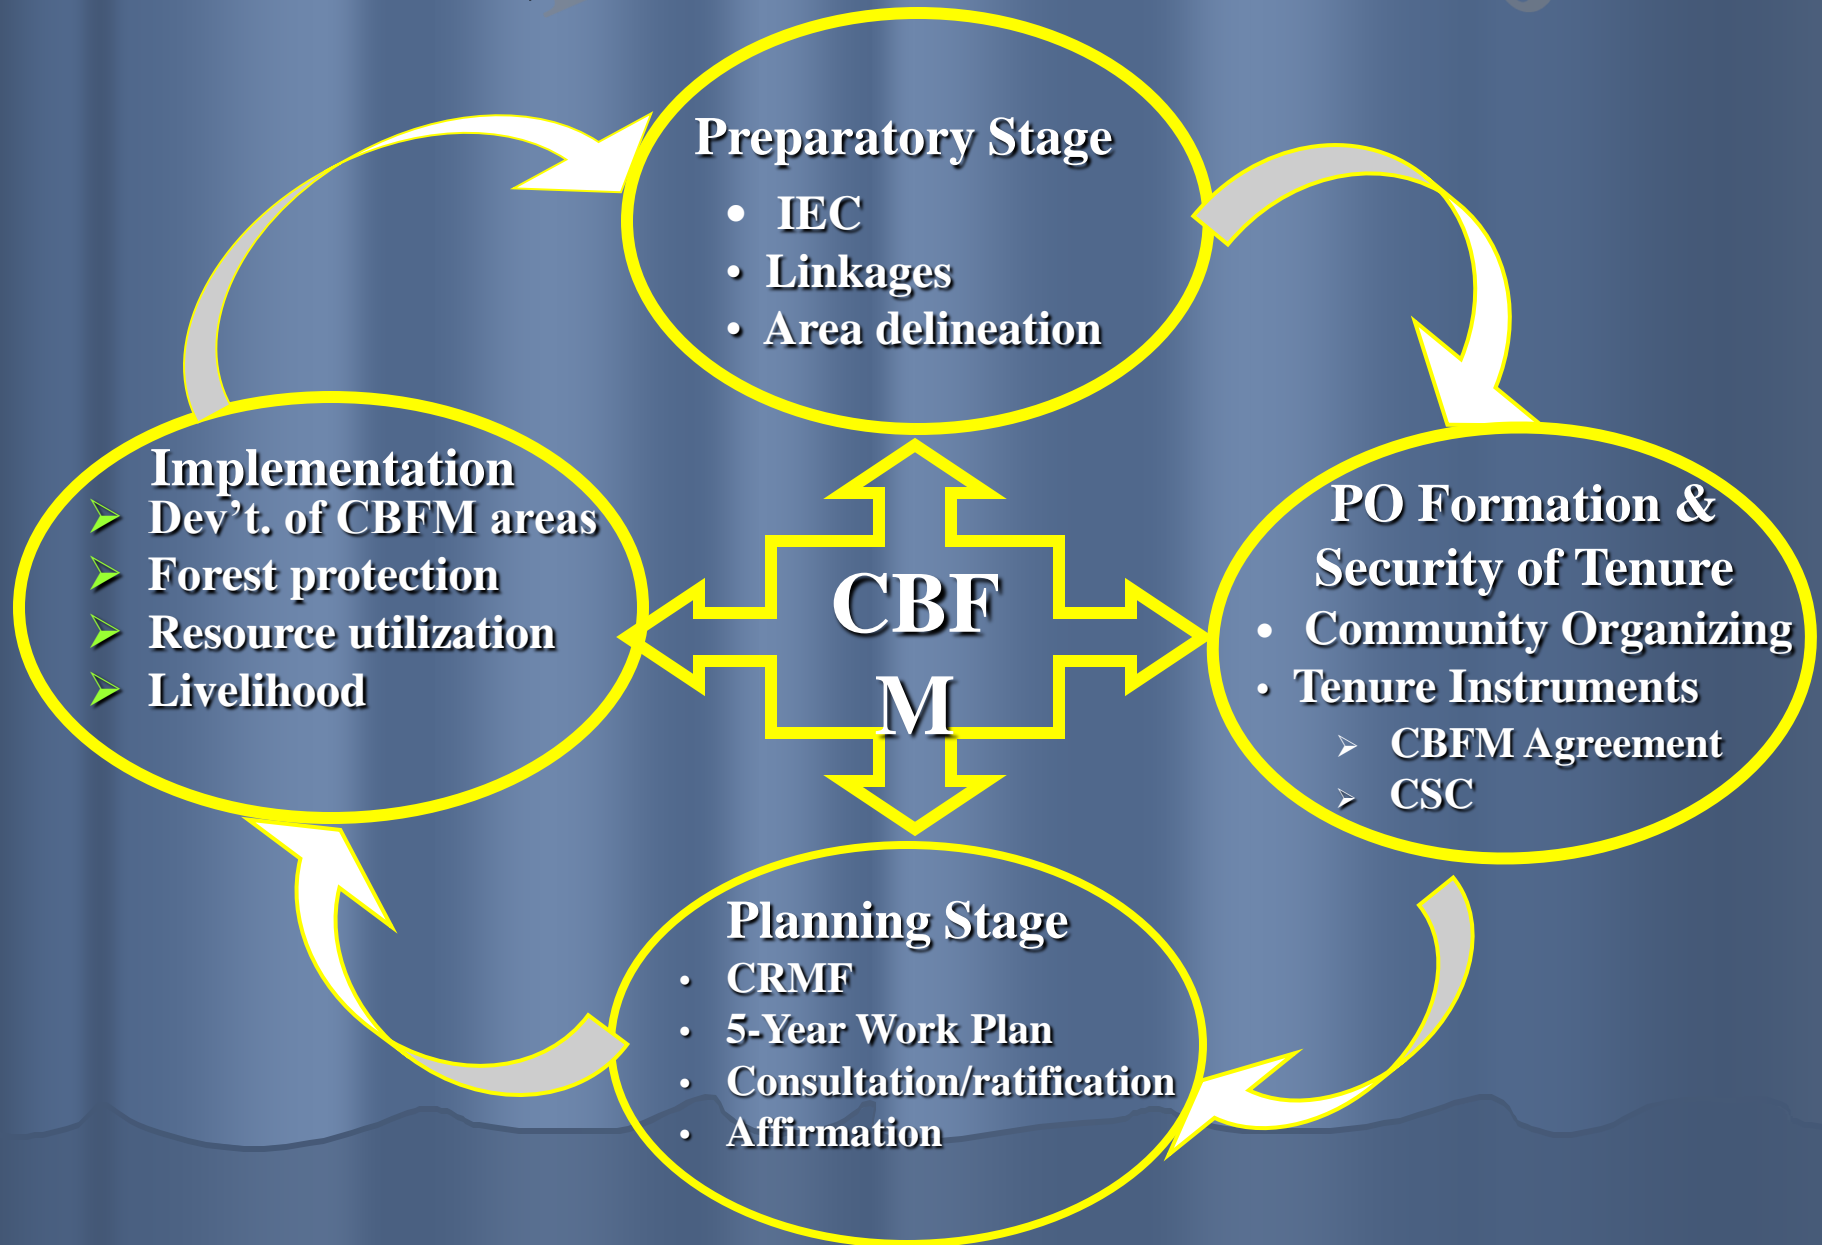 Preparatory Stage
• IEC
• Linkages
• Area delineation
Implementation
➢ Dev’t. of CBFM areas
➢ Forest protection
➢ Resource utilization
➢ Livelihood
CBF
M
PO Formation &
Security of Tenure
• Community Organizing
• Tenure Instruments
➢ CBFM Agreement
➢ CSC
Planning Stage
• CRMF
• 5-Year Work Plan
• Consultation/ratification
• Affirmation